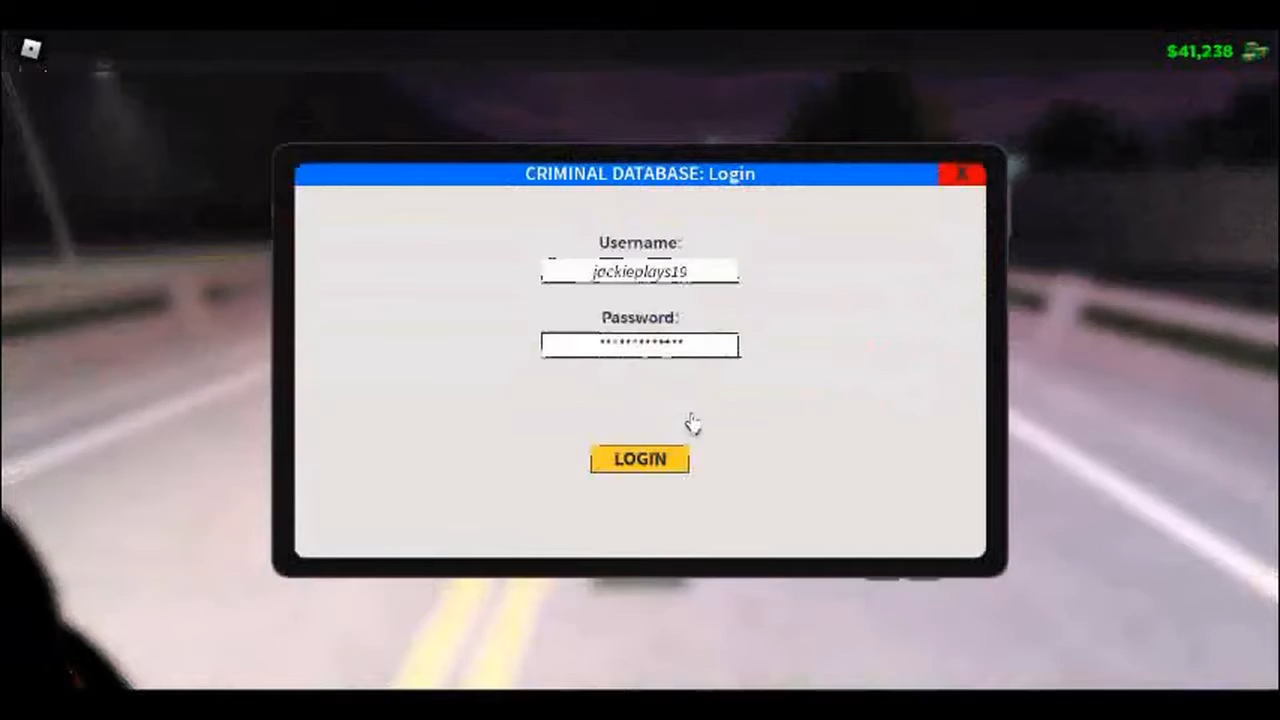 $41,238
CRIMINAL DATABASE: Login
X
Username:
jackieplays19
Password:
*************
LOGIN